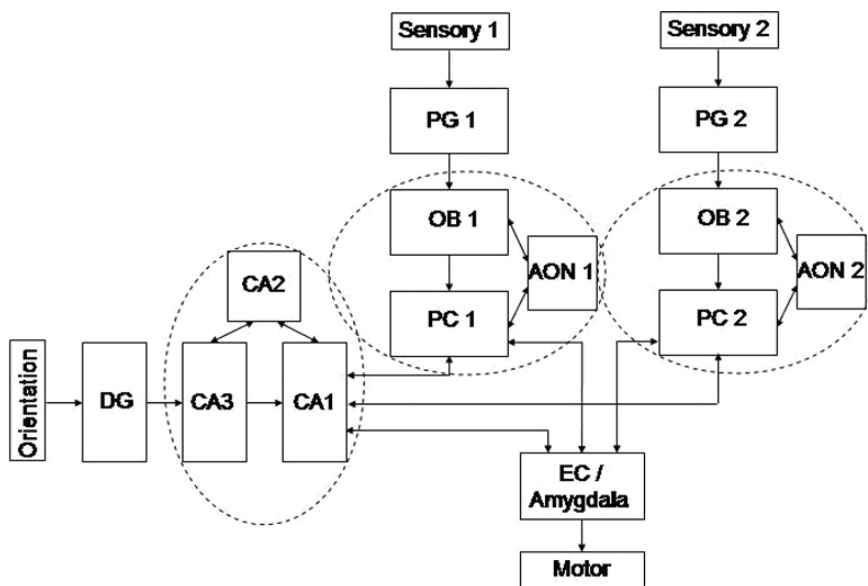 Sensory 1
Sensory 2
PG 1
PG 2
OB 1
OB 2
AON 1
AON 2
CA2
PC 1
PC 2
Orientation
DG
CA3
CA1
EC /
Amygdala
Motor